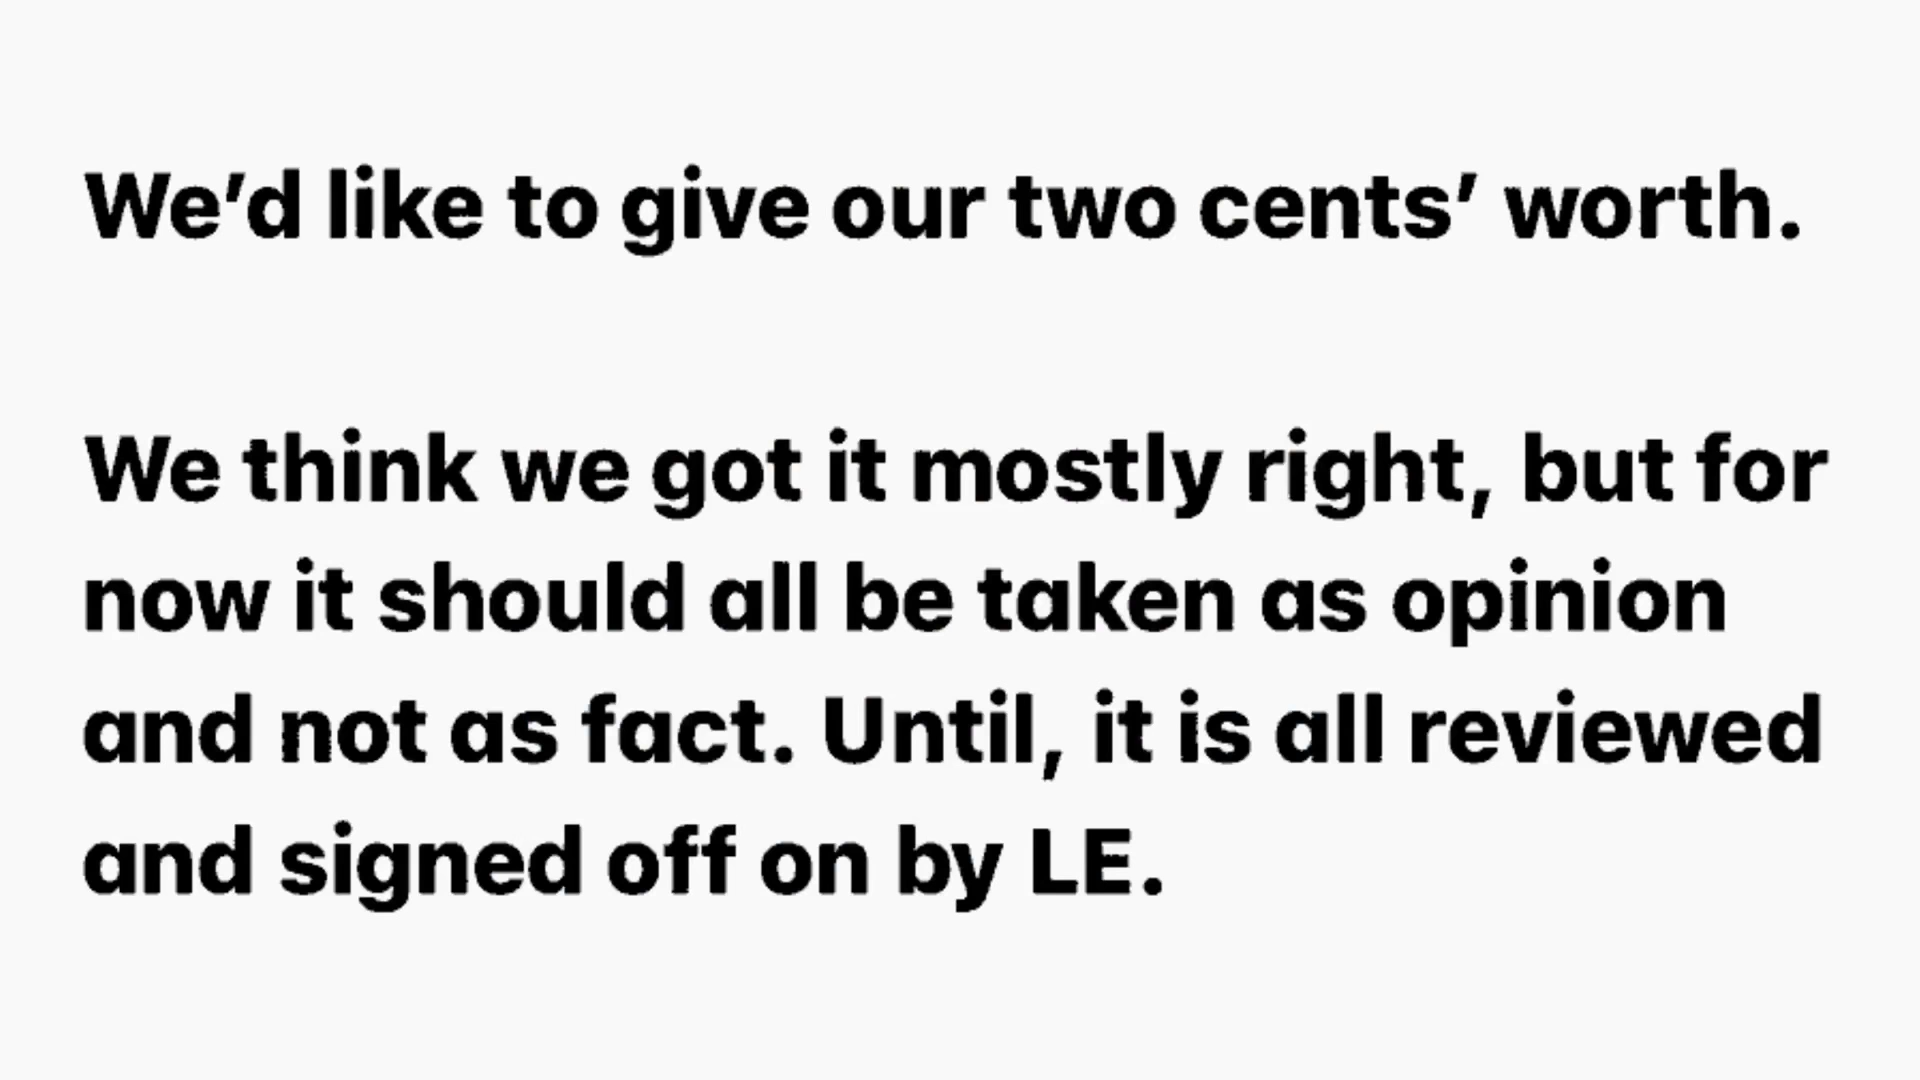 We’d like to give our two cents’ worth.
We think we got it mostly right, but for
now it should all be taken as opinion
and not as fact. Until, it is all reviewed
and signed off on by LE.